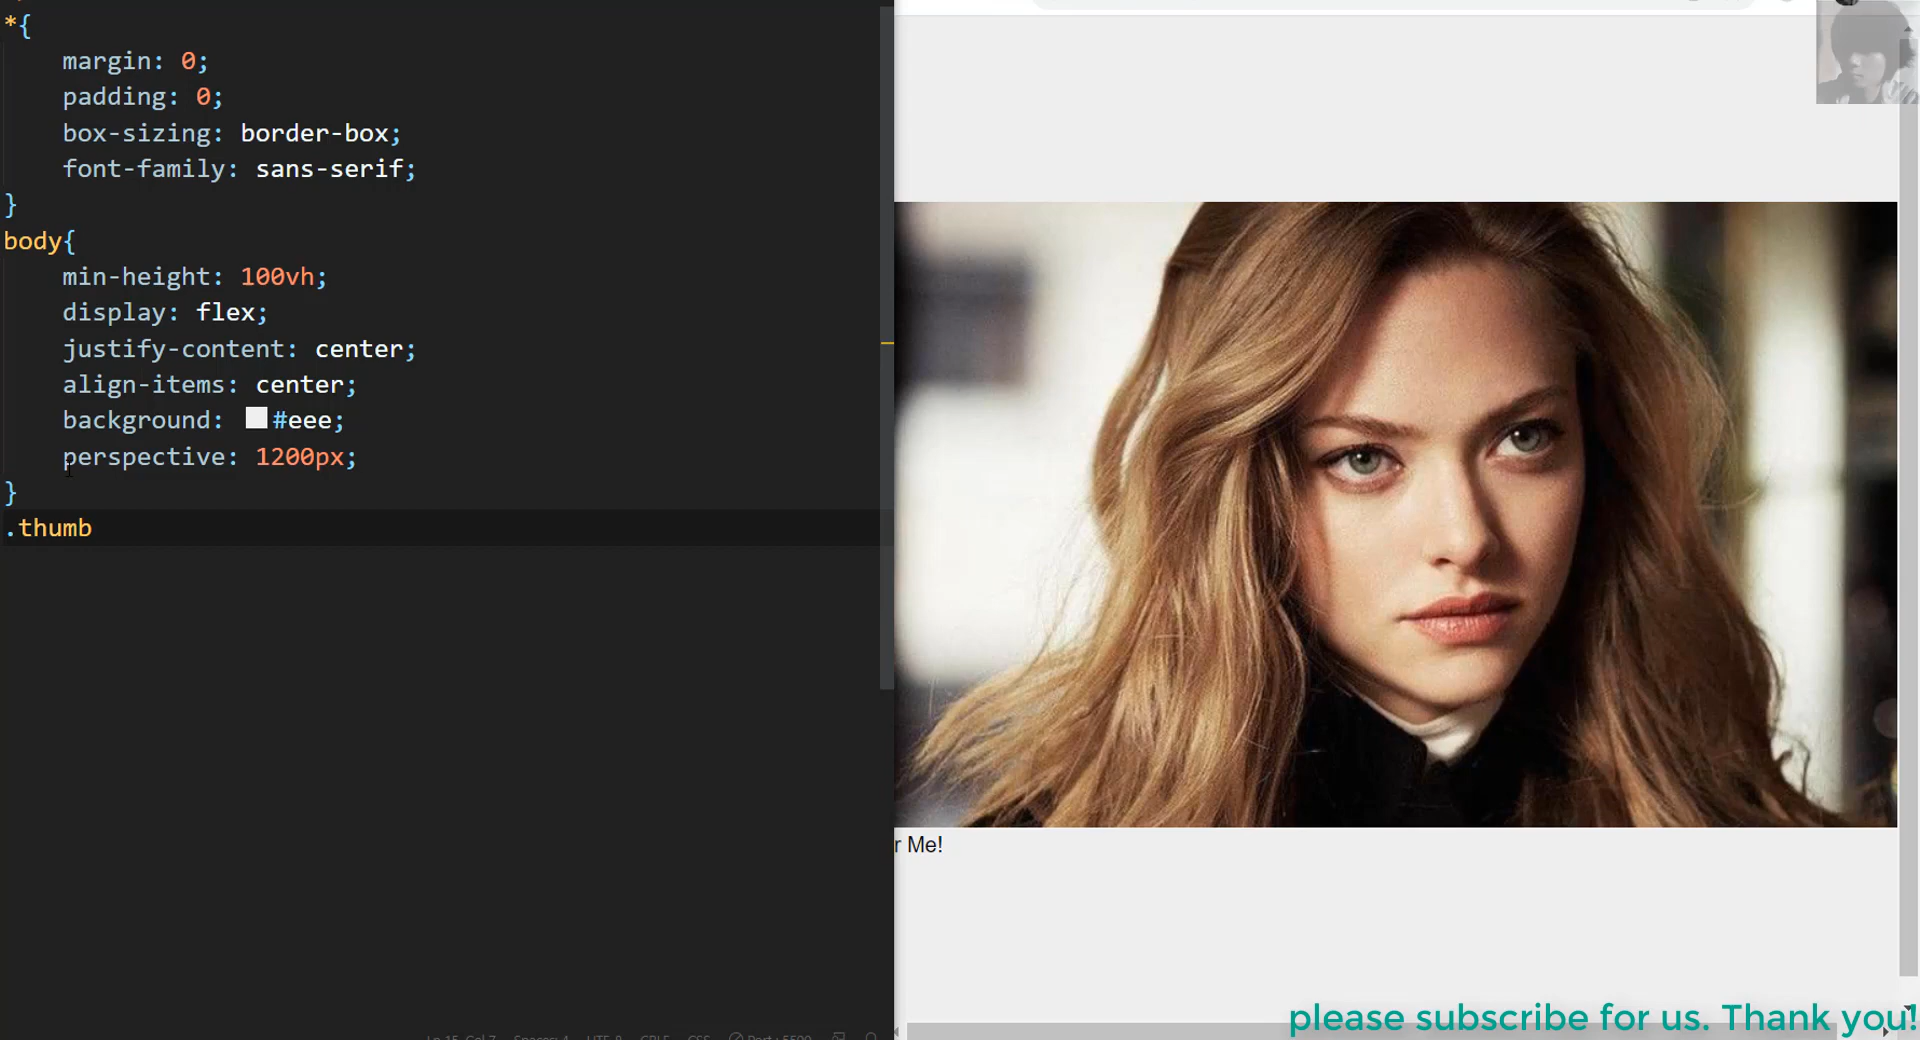 *{
margin: 0;
padding: 0;
box-sizing: border-box;
font-family: sans-serif;
}
body{
min-height: 100vh;
display: flex;
justify-content: center;
align-items: center;
background: #eee;
perspective: 1200px;
}
.thumb
r Me!
please subscribe for us. Thank you!